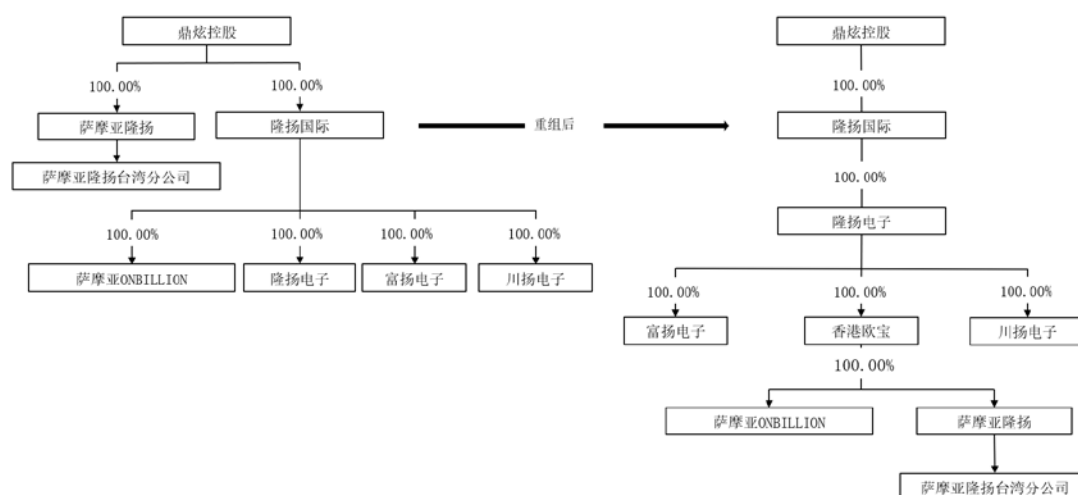 鼎炫控股
100.00%
100.00%
萨摩亚隆扬
隆扬国际
萨摩亚隆扬台湾分公司
100.00%
100.00%
100.00%
100.00%
萨摩亚ONBILLION
隆扬电子
富扬电子
川扬电子
重组后
鼎炫控股
100.00%
隆扬国际
100.00%
隆扬电子
100.00%
100.00%
100.00%
富扬电子
香港欧宝
川扬电子
100.00%
萨摩亚ONBILLION
萨摩亚隆扬
萨摩亚隆扬台湾分公司